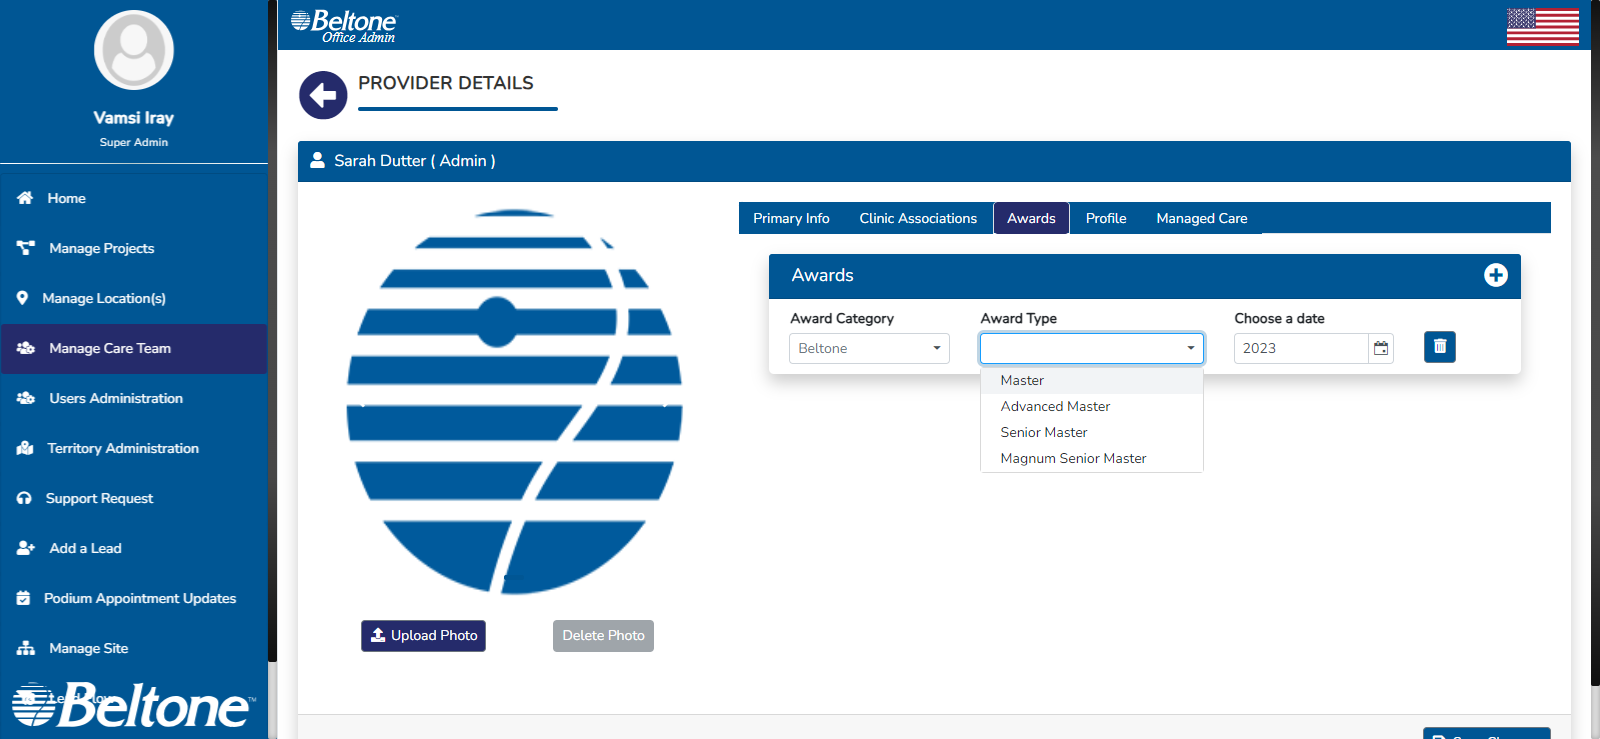 Vamsi Iray
Super Admin
Home
Manage Projects
Manage Location(s)
Manage Care Team
Users Administration
Territory Administration
Support Request
Add a Lead
Podium Appointment Updates
Manage Site
Beltone™
Beltone
Office Admin
PROVIDER DETAILS
Sarah Dutter ( Admin )
Upload Photo
Delete Photo
Primary Info Clinic Associations Awards Profile Managed Care
Awards
Award Category Award Type Choose a date
Beltone 2023
Master
Advanced Master
Senior Master
Magnum Senior Master